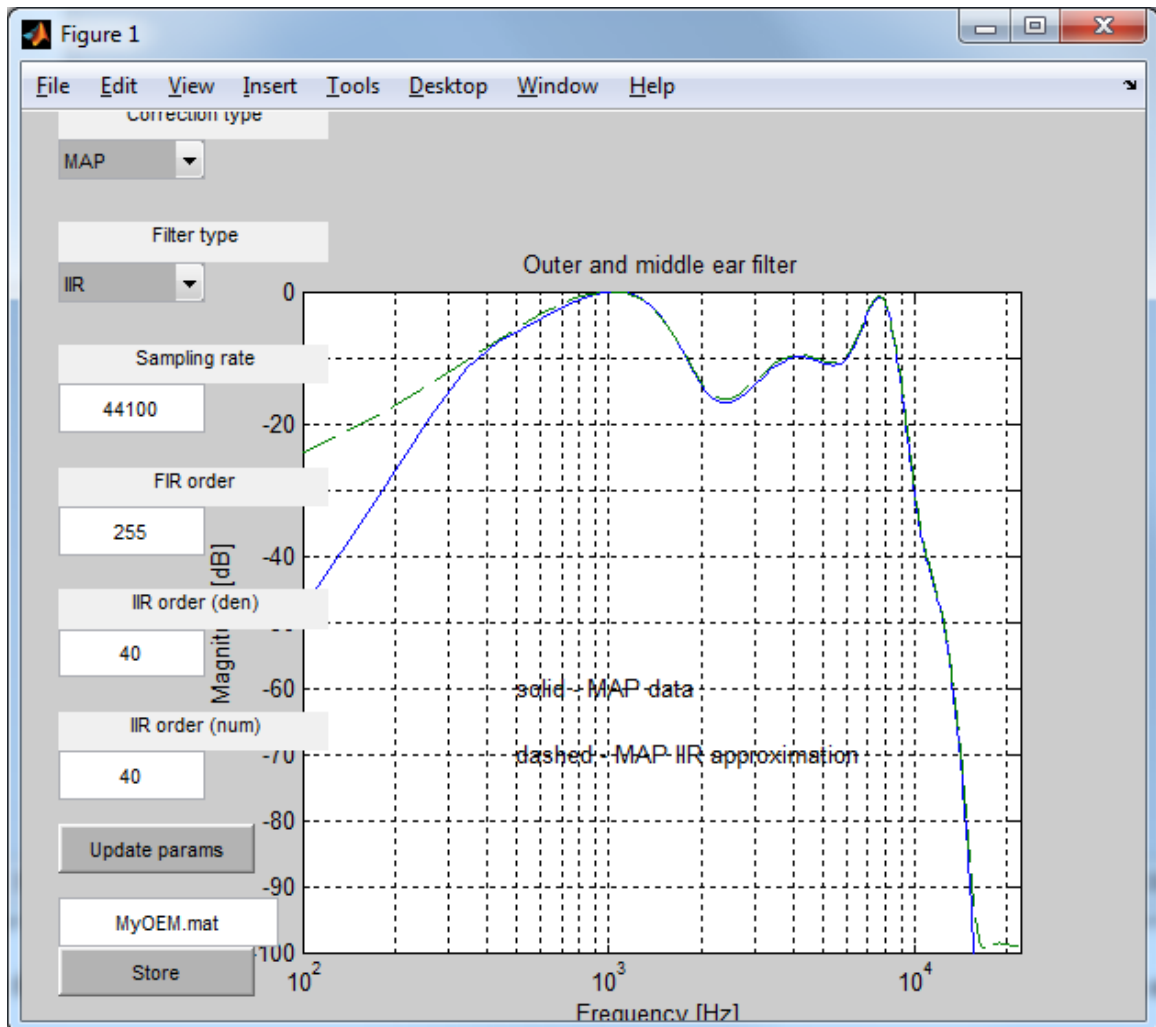 Figure 1
File Edit View Insert Tools Desktop Window Help
Correction type
MAP
Filter type
IIR
Sampling rate
44100
FIR order
255
IIR order (den)
40
IIR order (num)
40
Update params
MyOEM.mat
Store
Outer and middle ear filter
0
-20
-40
-60
-70
-80
-90
-100
[dB]
solid - MAP data
dashed - MAP IIR approximation
10^2 10^3 10^4
Frequency [Hz]